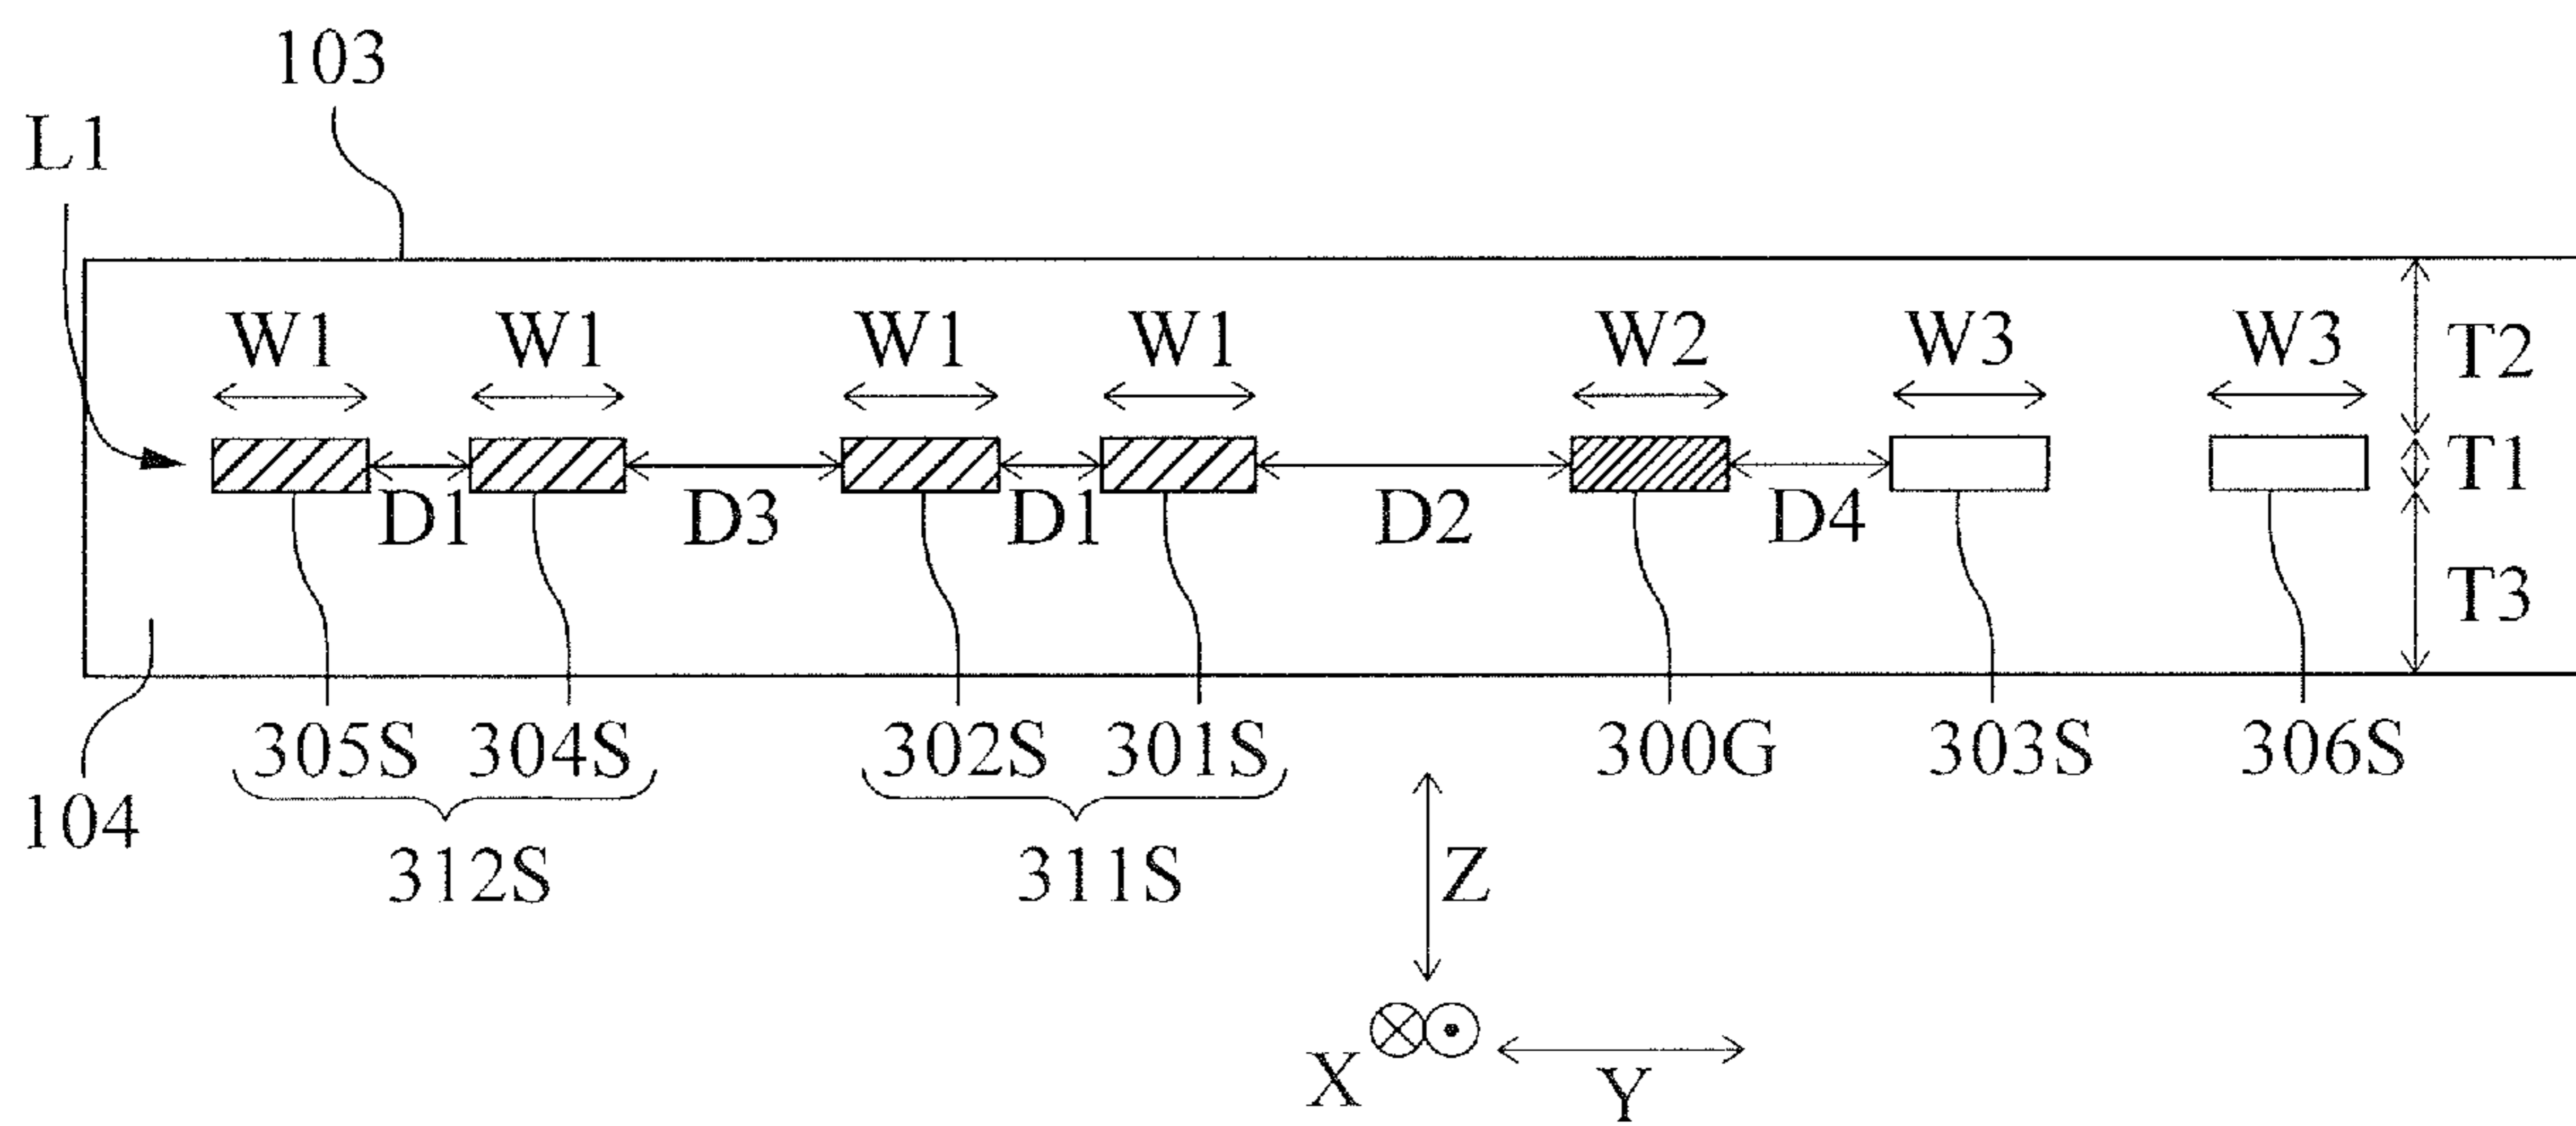 103
L1
W1 W1 W1 W1 W2 W3 W3 T2
D1 D3 D1 D2 D4 T1
T3
305S 304S 302S 301S 300G 303S 306S
104
312S 311S Z
X Y